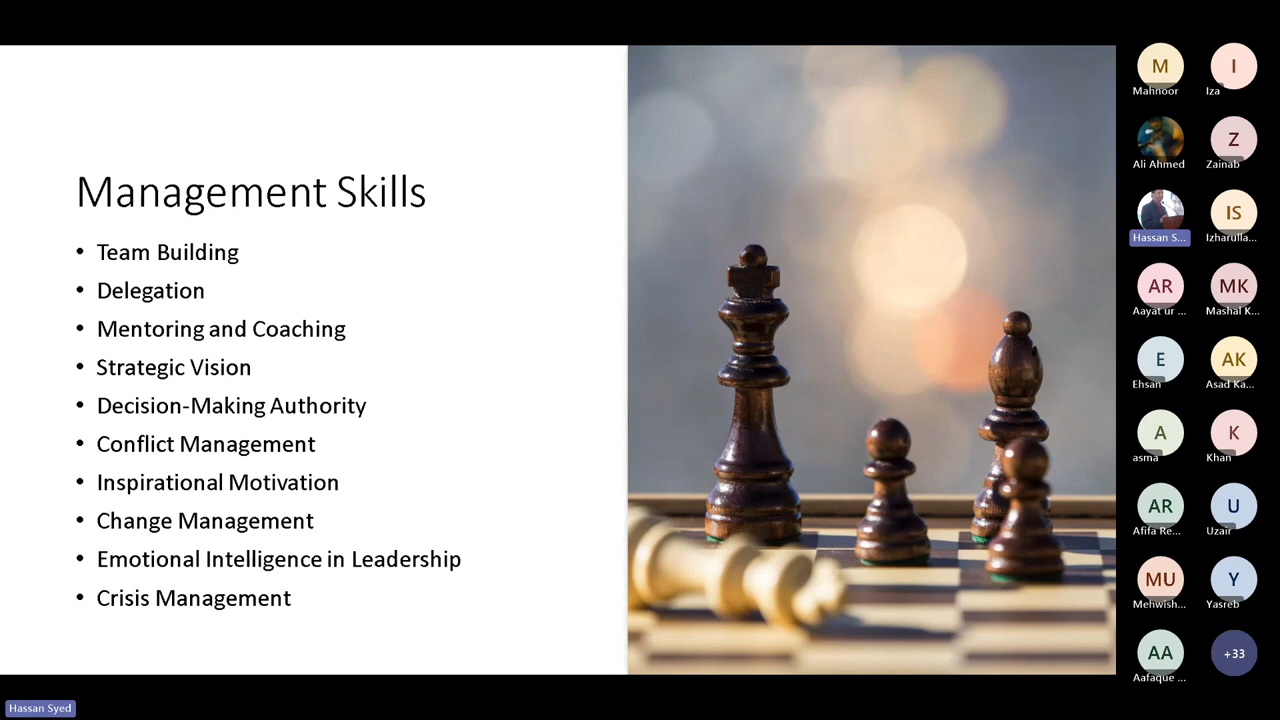 Management Skills
• Team Building
• Delegation
• Mentoring and Coaching
• Strategic Vision
• Decision-Making Authority
• Conflict Management
• Inspirational Motivation
• Change Management
• Emotional Intelligence in Leadership
• Crisis Management
M
Mahnoor
I
Iza
Ali Ahmed
Z
Zainab
Hassan S...
IS
Izharulla...
AR
Aayat ur ...
MK
Mashal K...
E
Ehsan
AK
Asad Ka...
A
asma
K
Khan
AR
Afifa Re...
U
Uzair
MU
Mehwish...
Y
Yasreb
AA
Aafaque ...
+33
Hassan Syed